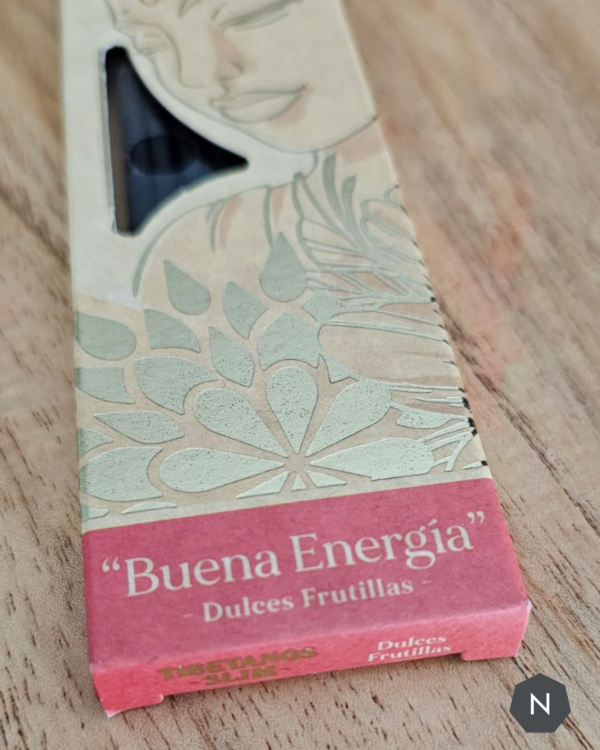 “Buena Energía”
- Dulces Frutillas -
TIBETANOS
SLIM
Dulces
Frutillas
N